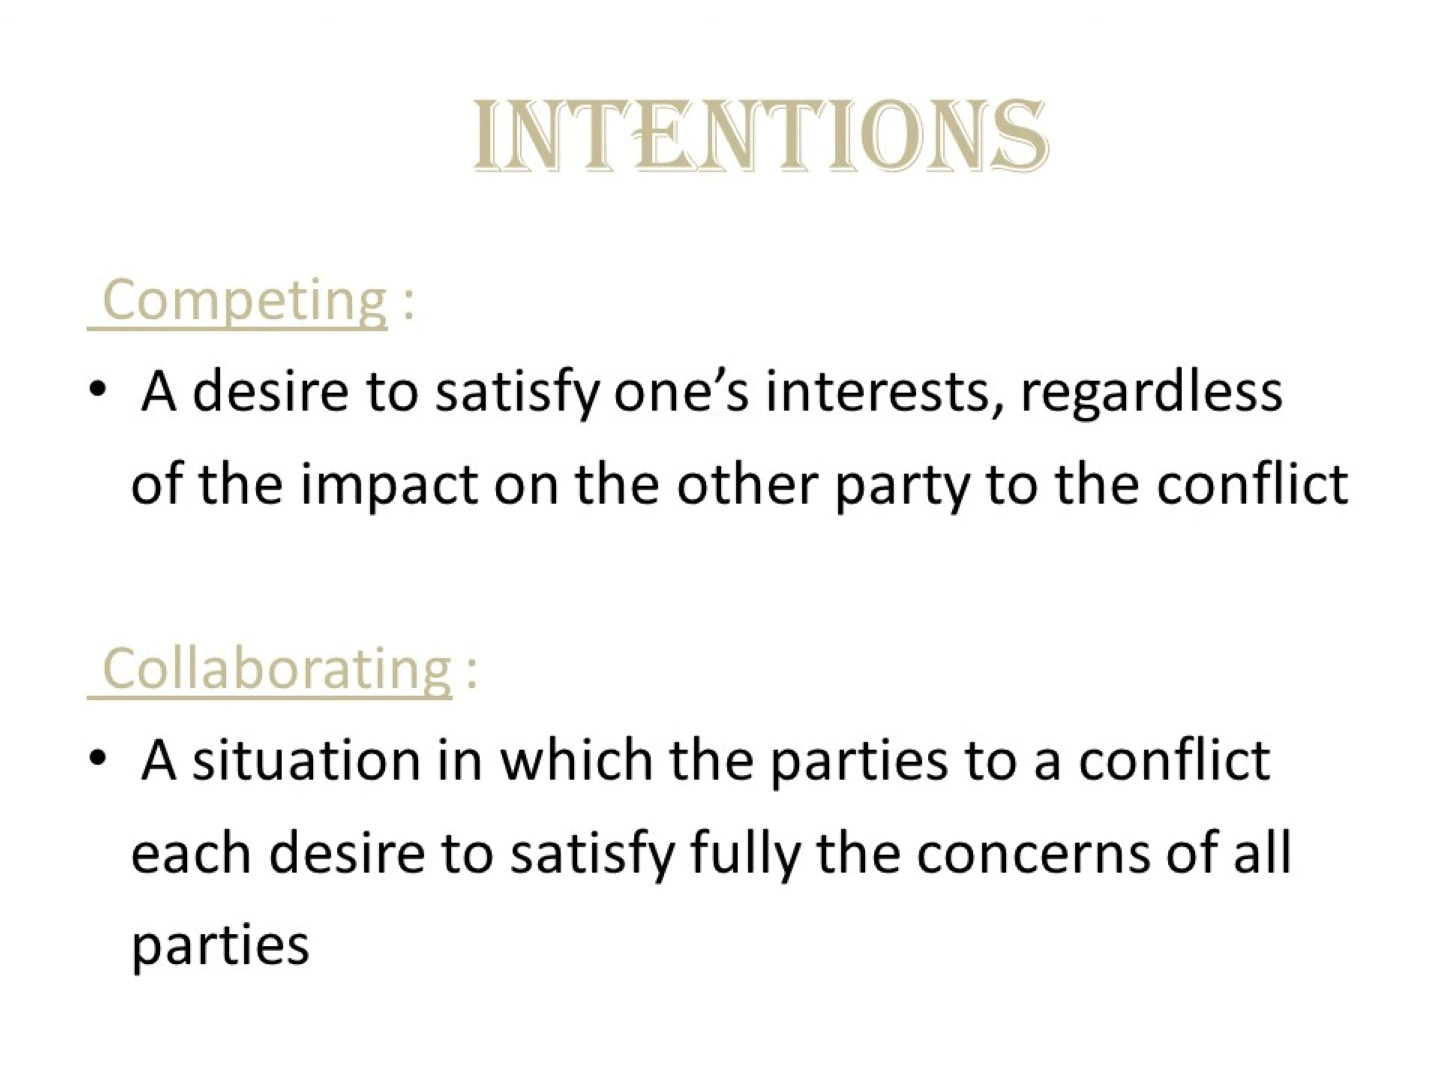 INTENTIONS
Competing :
• A desire to satisfy one’s interests, regardless
of the impact on the other party to the conflict
Collaborating :
• A situation in which the parties to a conflict
each desire to satisfy fully the concerns of all
parties